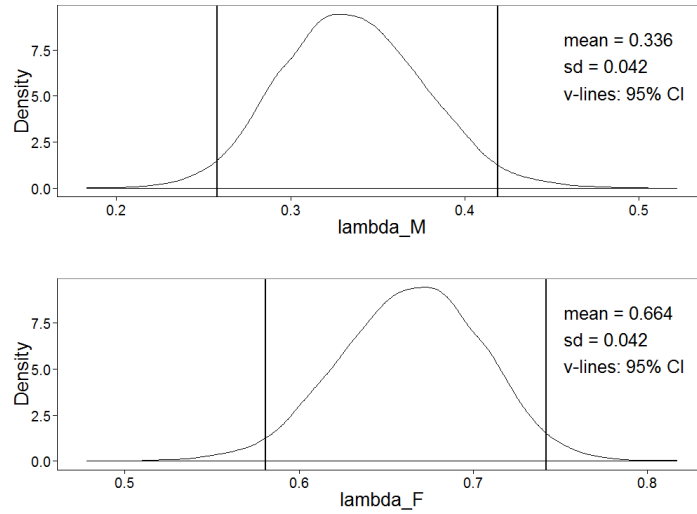 Density
7.5
5.0
2.5
0.0
mean = 0.336
sd = 0.042
v-lines: 95% CI
0.2 0.3 0.4 0.5
lambda_M
Density
7.5
5.0
2.5
0.0
mean = 0.664
sd = 0.042
v-lines: 95% CI
0.5 0.6 0.7 0.8
lambda_F